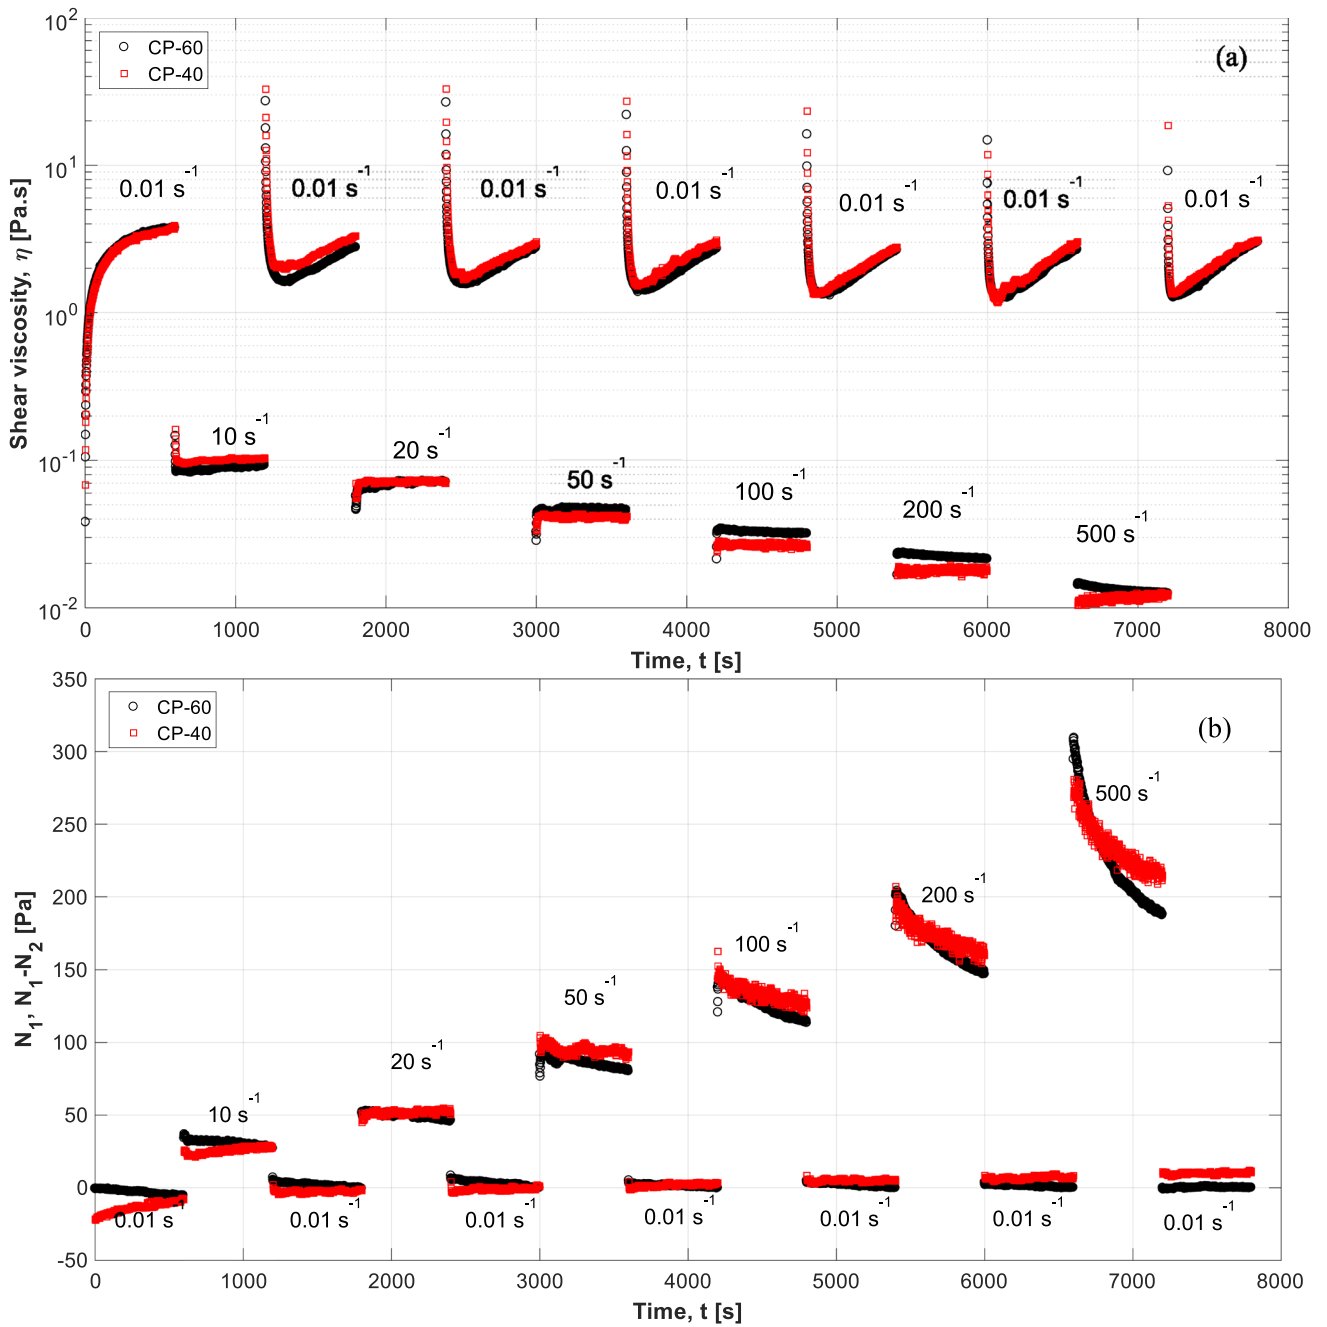 10²
CP-60
CP-40
(a)
10¹
0.01 s⁻¹
0.01 s⁻¹
0.01 s⁻¹
0.01 s⁻¹
0.01 s⁻¹
0.01 s⁻¹
0.01 s⁻¹
10⁰
Shear viscosity, η [Pa.s]
10 s⁻¹
20 s⁻¹
50 s⁻¹
100 s⁻¹
200 s⁻¹
500 s⁻¹
10⁻¹
10⁻²
0 1000 2000 3000 4000 5000 6000 7000 8000
Time, t [s]
350
CP-60
CP-40
(b)
300
500 s⁻¹
250
200
200 s⁻¹
150
100 s⁻¹
N₁, N₁-N₂ [Pa]
50 s⁻¹
100
20 s⁻¹
50
10 s⁻¹
0
0.01 s⁻¹
0.01 s⁻¹
0.01 s⁻¹
0.01 s⁻¹
0.01 s⁻¹
0.01 s⁻¹
0.01 s⁻¹
-50
0 1000 2000 3000 4000 5000 6000 7000 8000
Time, t [s]